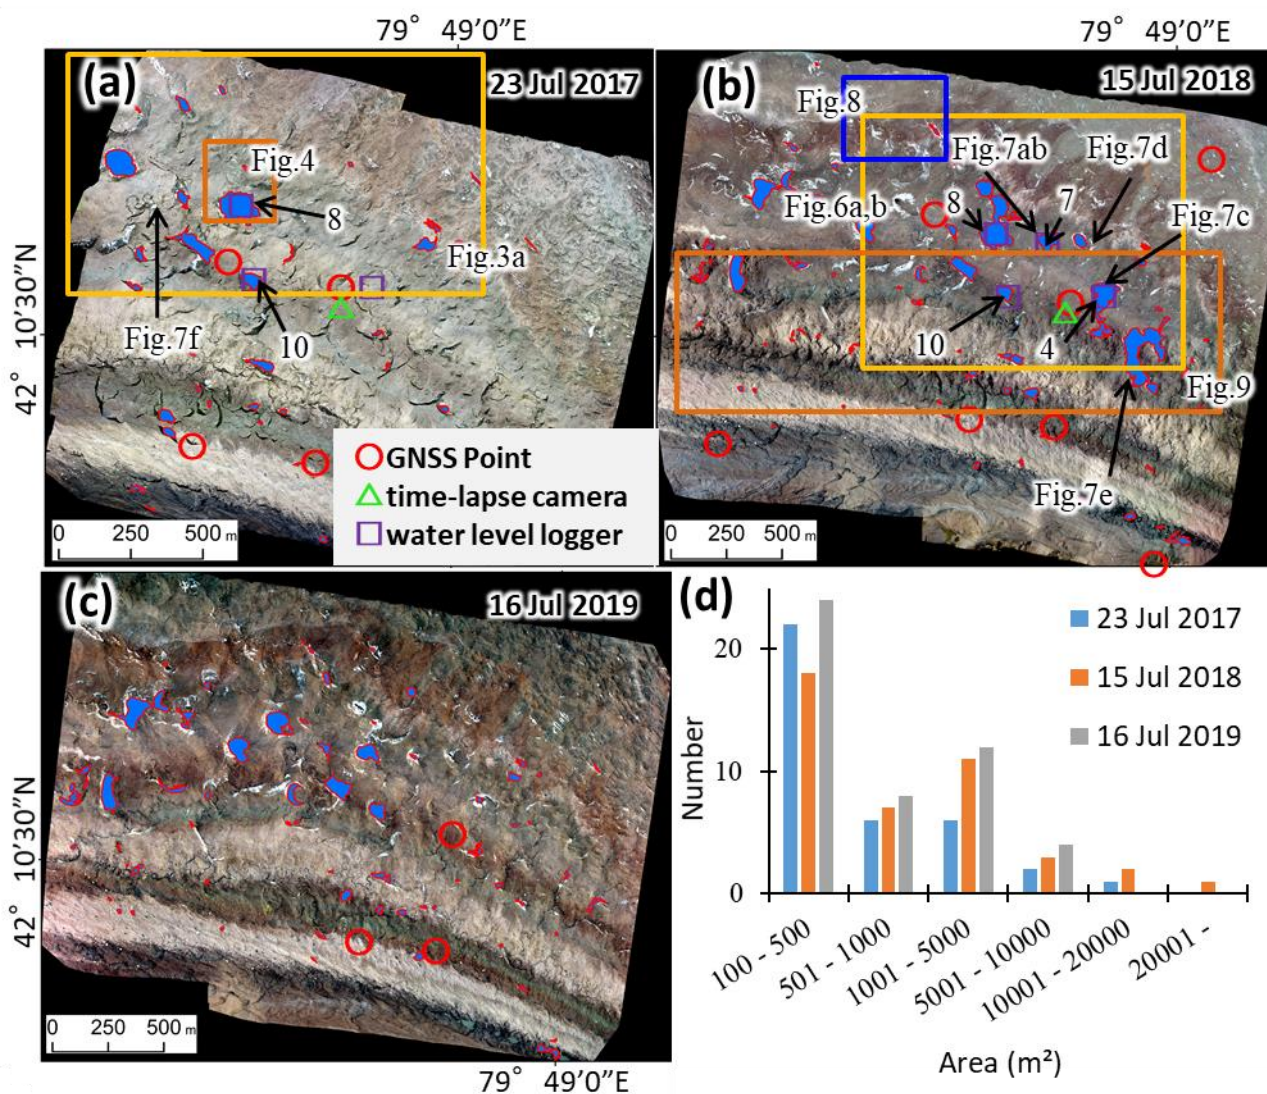 79° 49’0”E
79° 49’0”E
(a)
23 Jul 2017
Fig.4
8
Fig.3a
Fig.7f
10
10’30”N
42°
0 250 500 m
GNSS Point
time-lapse camera
water level logger
(b)
15 Jul 2018
Fig.8
Fig.7ab
Fig.7d
Fig.6a,b
8
7
Fig.7c
10
4
Fig.9
Fig.7e
0 250 500 m
(c)
16 Jul 2019
10’30”N
42°
0 250 500 m
79° 49’0”E
(d)
23 Jul 2017
15 Jul 2018
16 Jul 2019
Number
20
10
0
100 - 500
501 - 1000
1001 - 5000
5001 - 10000
10001 - 20000
20001 -
Area (m²)